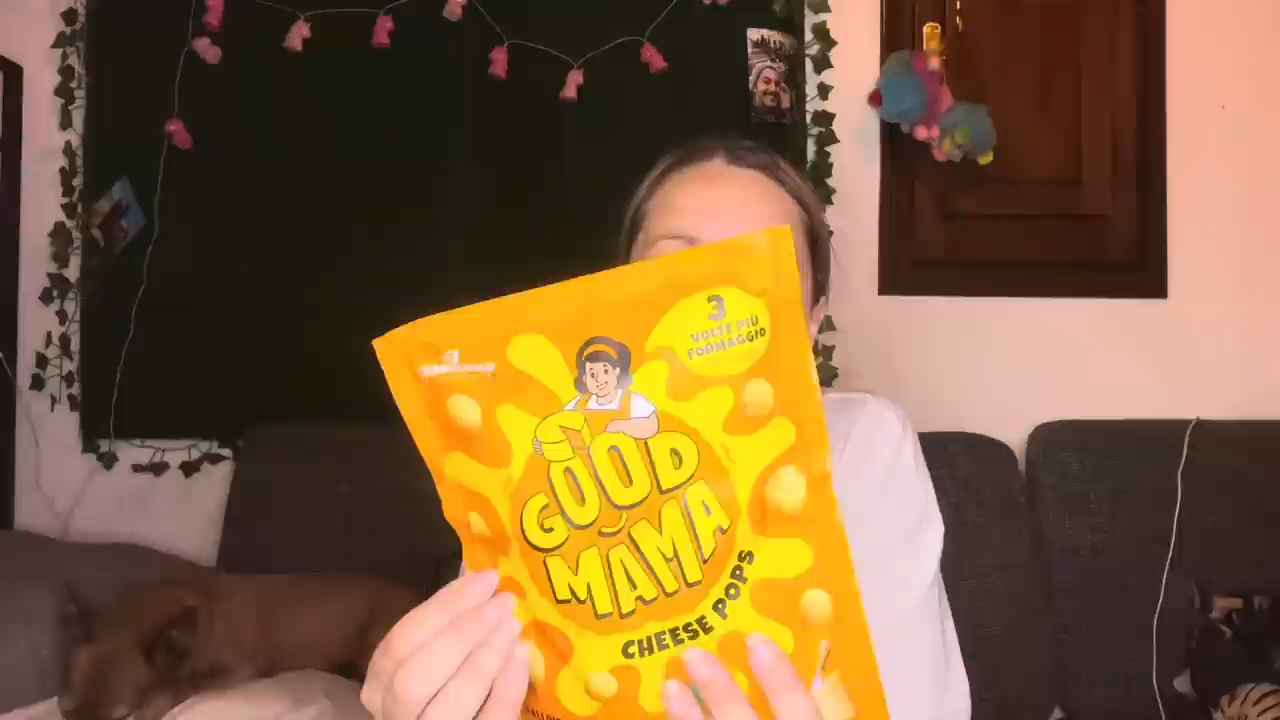 3
VOLTE PIÙ
FORMAGGIO
GOOD
MAMA
CHEESE POPS